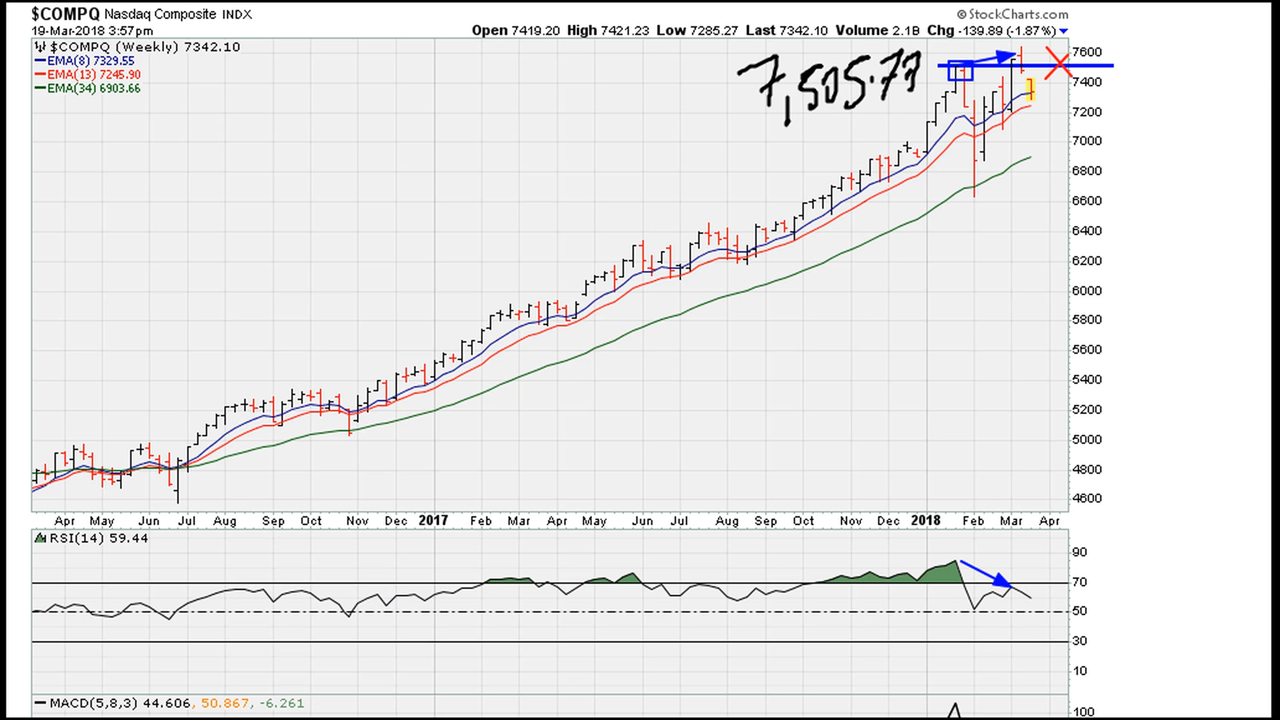 $COMPQ Nasdaq Composite INDX
© StockCharts.com
19-Mar-2018 3:57pm
Open 7419.20 High 7421.23 Low 7285.27 Last 7342.10 Volume 2.1B Chg -139.89 (-1.87%)
$COMPQ (Weekly) 7342.10
EMA(8) 7329.55
EMA(13) 7245.90
EMA(34) 6903.66
7,505.77
7600
7400
7200
7000
6800
6600
6400
6200
6000
5800
5600
5400
5200
5000
4800
4600
Apr May Jun Jul Aug Sep Oct Nov Dec 2017 Feb Mar Apr May Jun Jul Aug Sep Oct Nov Dec 2018 Feb Mar Apr
RSI(14) 59.44
90
70
50
30
10
MACD(5,8,3) 44.606, 50.867, -6.261
100